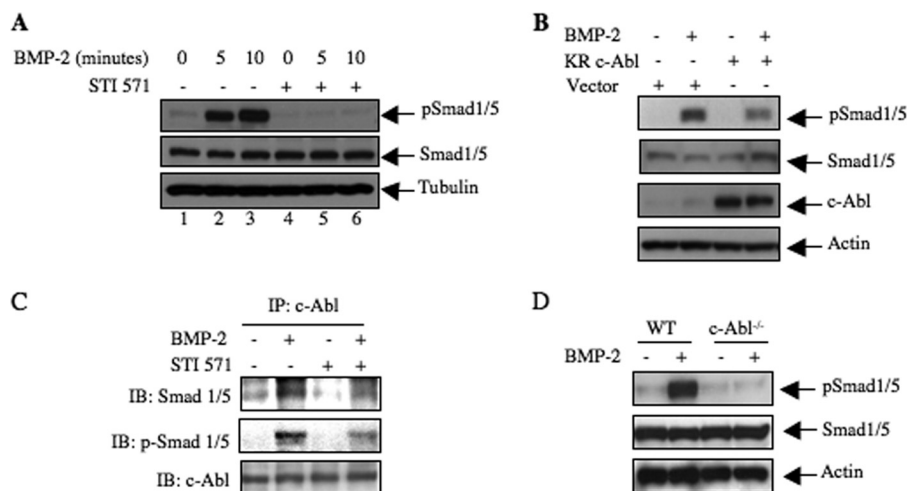 A
BMP-2 (minutes) 0 5 10 0 5 10
STI 571 - - - + + +
pSmad1/5
Smad1/5
Tubulin
1 2 3 4 5 6
B
BMP-2 - + - +
KR c-Abl - - + +
Vector + + - -
pSmad1/5
Smad1/5
c-Abl
Actin
C
IP: c-Abl
BMP-2 - + - +
STI 571 - - + +
IB: Smad 1/5
IB: p-Smad 1/5
IB: c-Abl
D
WT c-Abl-/-
BMP-2 - + - +
pSmad1/5
Smad1/5
Actin